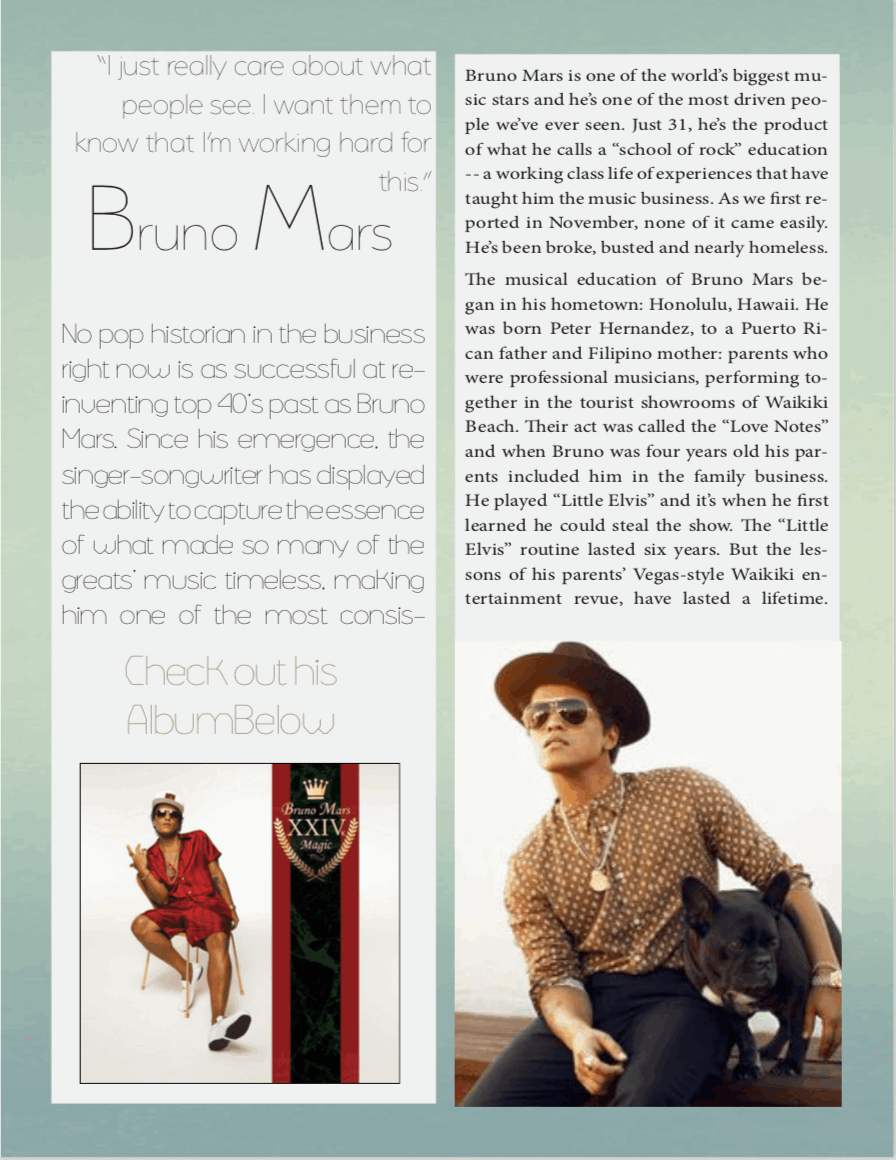 “I just really care about what
people see. I want them to
know that I’m working hard for
this.”
Bruno Mars
No pop historian in the business
right now is as successful at re-
inventing top 40’s past as Bruno
Mars. Since his emergence, the
singer-songwriter has displayed
the ability to capture the essence
of what made so many of the
greats’ music timeless, making
him one of the most consis-
Check out his
AlbumBelow
Bruno Mars
XXIV
K
Magic
Bruno Mars is one of the world’s biggest mu-
sic stars and he’s one of the most driven peo-
ple we’ve ever seen. Just 31, he’s the product
of what he calls a “school of rock” education
-- a working class life of experiences that have
taught him the music business. As we first re-
ported in November, none of it came easily.
He’s been broke, busted and nearly homeless.
The musical education of Bruno Mars be-
gan in his hometown: Honolulu, Hawaii. He
was born Peter Hernandez, to a Puerto Ri-
can father and Filipino mother: parents who
were professional musicians, performing to-
gether in the tourist showrooms of Waikiki
Beach. Their act was called the “Love Notes”
and when Bruno was four years old his par-
ents included him in the family business.
He played “Little Elvis” and it’s when he first
learned he could steal the show. The “Little
Elvis” routine lasted six years. But the les-
sons of his parents’ Vegas-style Waikiki en-
tertainment revue, have lasted a lifetime.